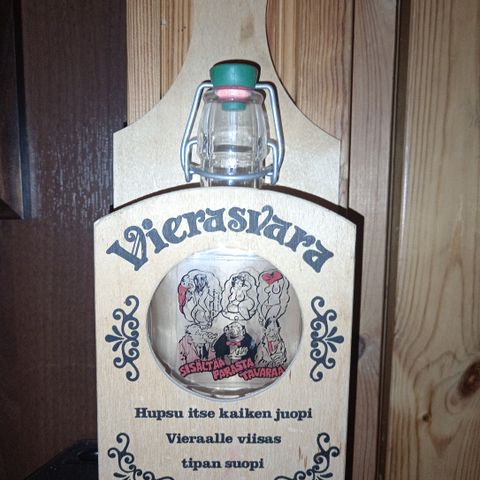 Vierasvara
SISÄLTÄÄ
PARASTA
TAVARAA
Hupsu itse kaiken juopi
Vieraalle viisas
tipan suopi